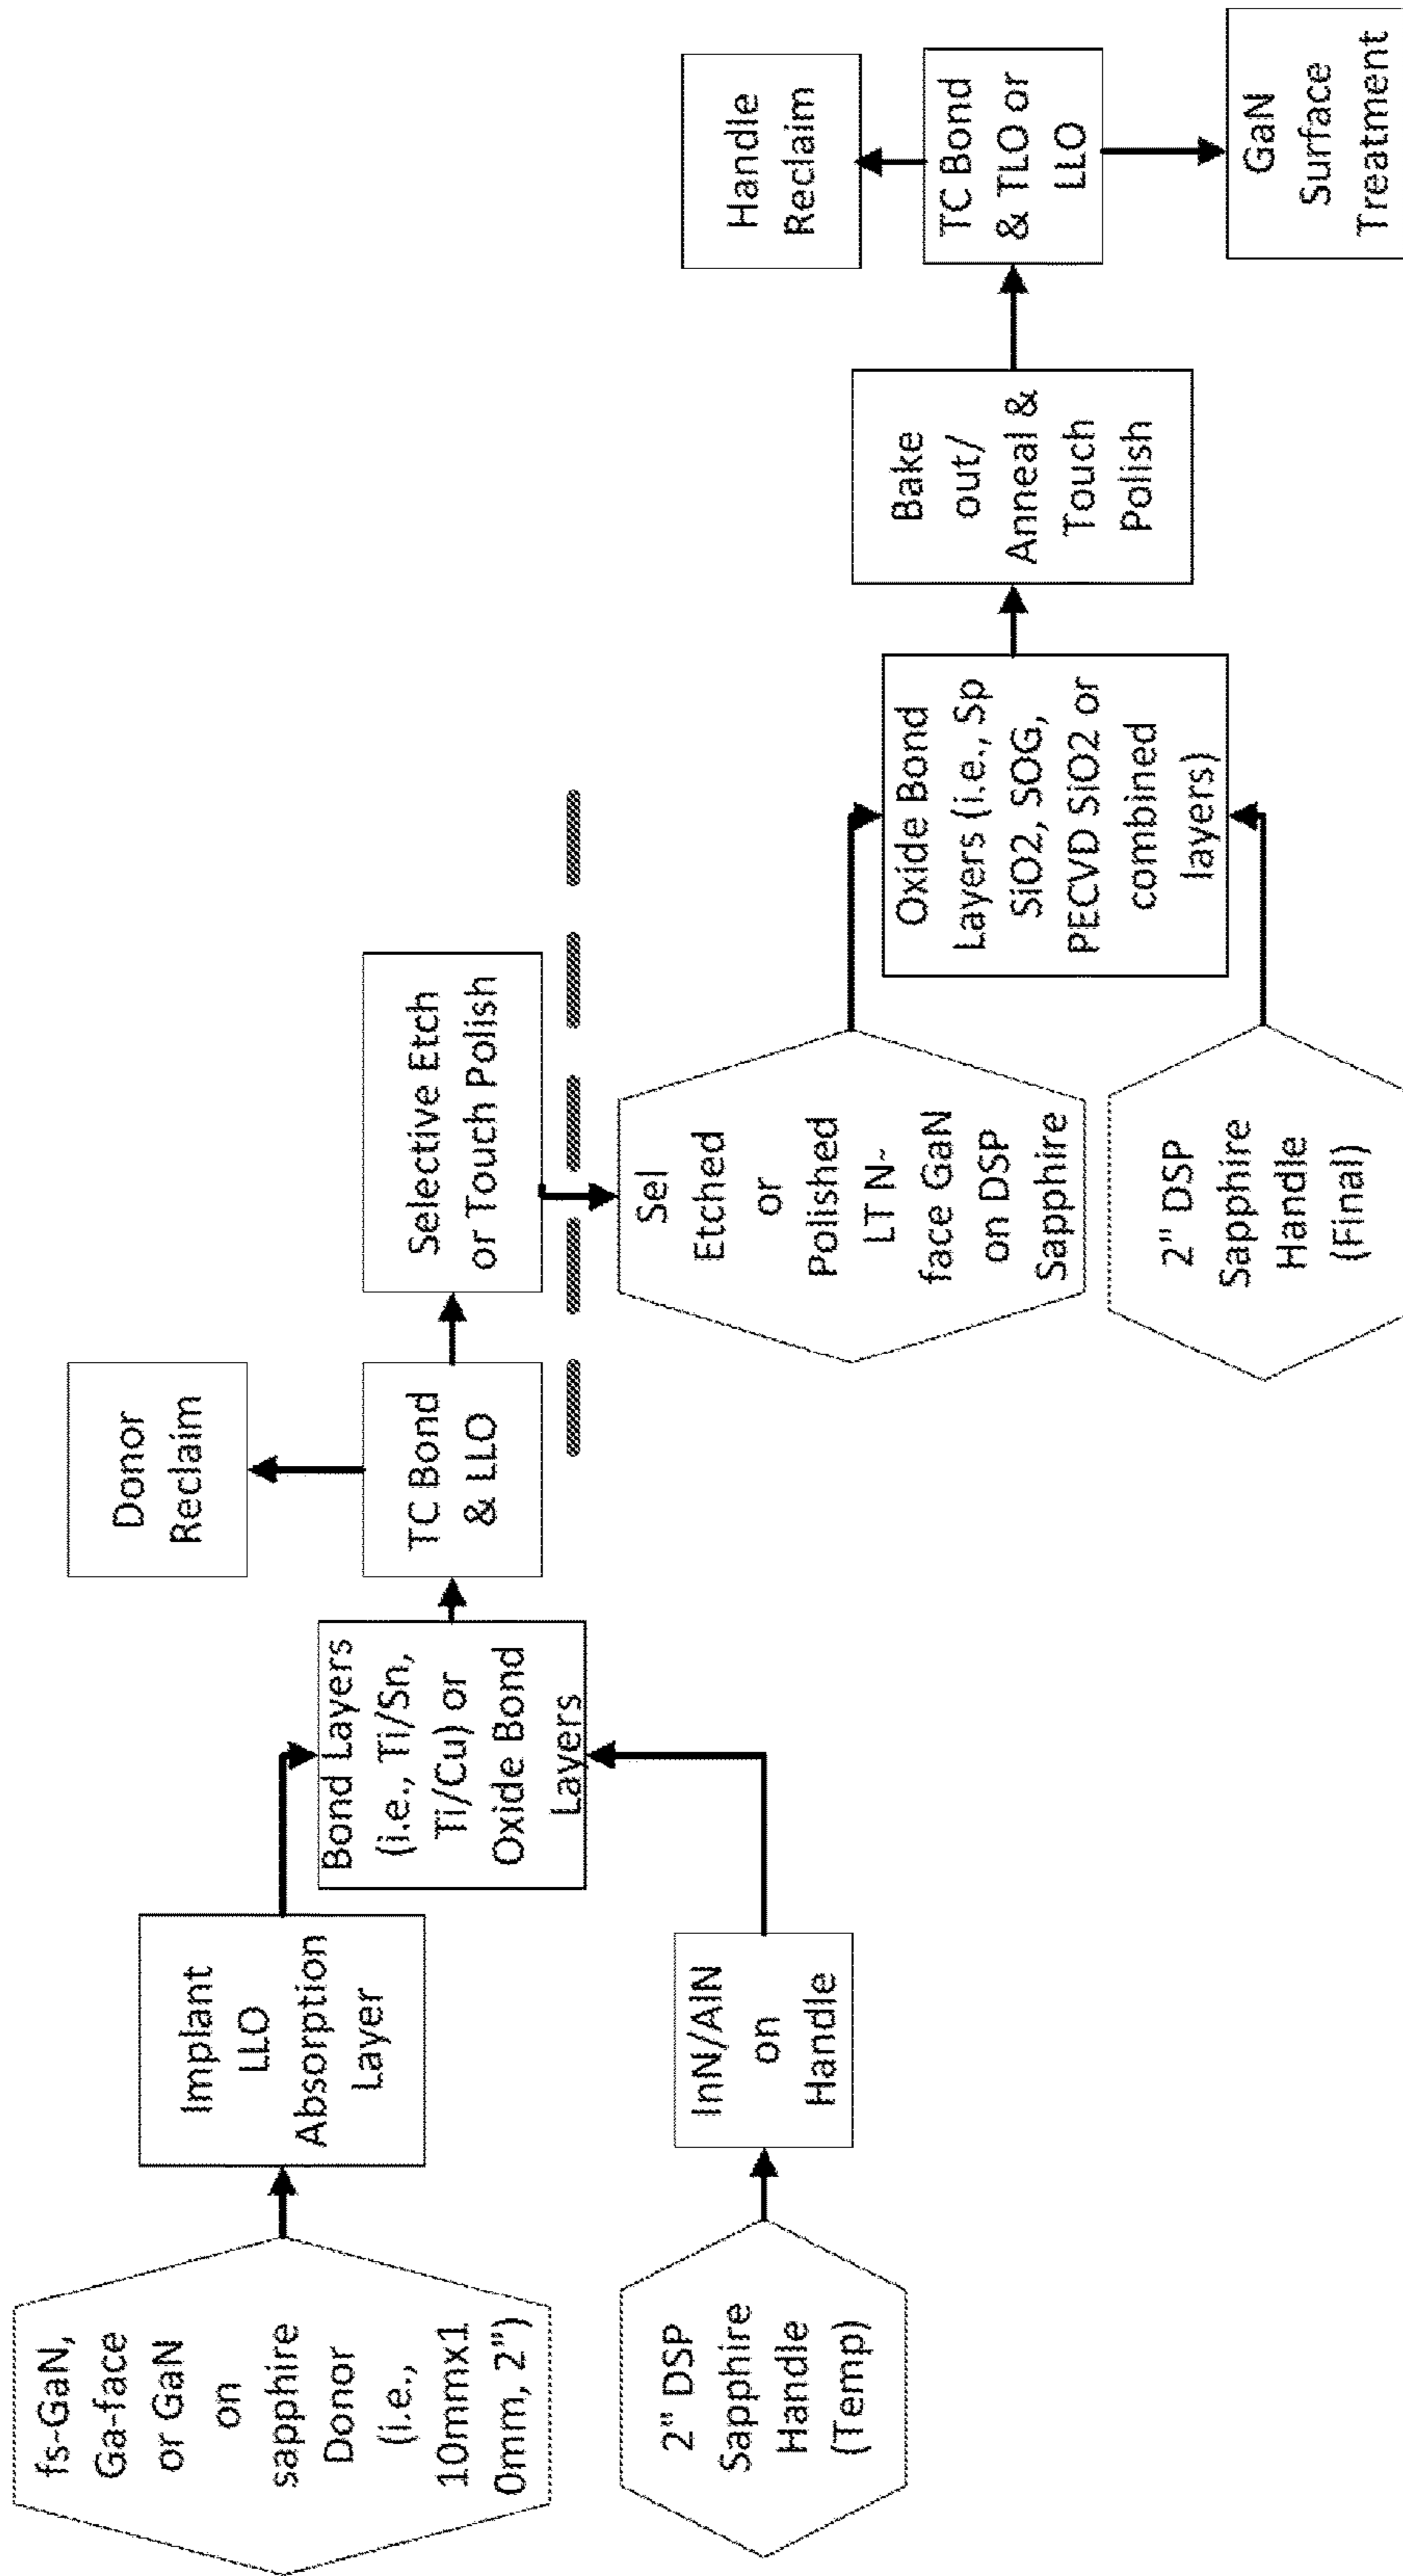 fs-GaN,
Ga-face
or GaN
on
sapphire
Donor
(i.e.,
10mmx1
0mm, 2")
Implant
LLO
Absorption
Layer
2" DSP
Sapphire
Handle
(Temp)
InN/AlN
on
Handle
Bond Layers
(i.e., Ti/Sn,
Ti/Cu) or
Oxide Bond
Layers
Donor
Reclaim
TC Bond
& LLO
Selective Etch
or Touch Polish
Sel
Etched
or
Polished
LT N-
face GaN
on DSP
Sapphire
2" DSP
Sapphire
Handle
(Final)
Oxide Bond
Layers (i.e., Sp
SiO2, SOG,
PECVD SiO2 or
combined
layers)
Bake
out/
Anneal &
Touch
Polish
Handle
Reclaim
TC Bond
& TLO or
LLO
GaN
Surface
Treatment